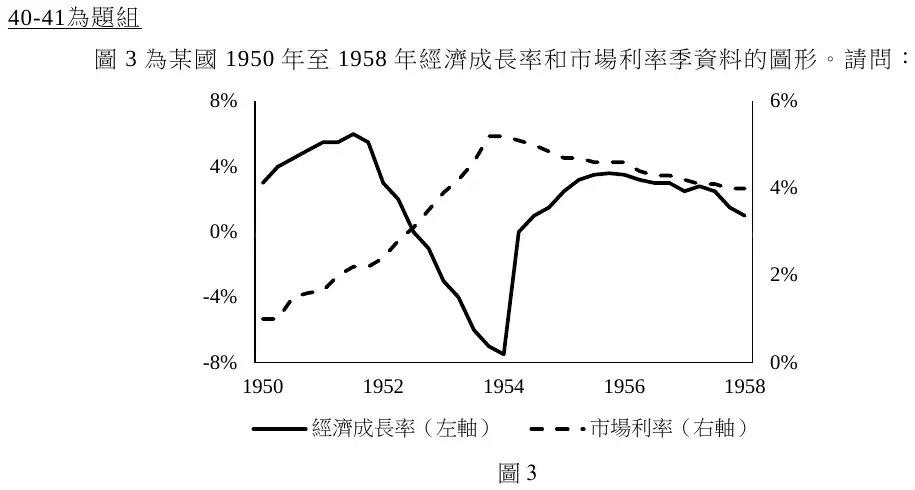 40-41為題組
圖 3 為某國 1950 年至 1958 年經濟成長率和市場利率季資料的圖形。請問：
8% 6%
4%
4%
0%
2%
-4%
-8% 0%
1950 1952 1954 1956 1958
經濟成長率（左軸） 市場利率（右軸）
圖 3